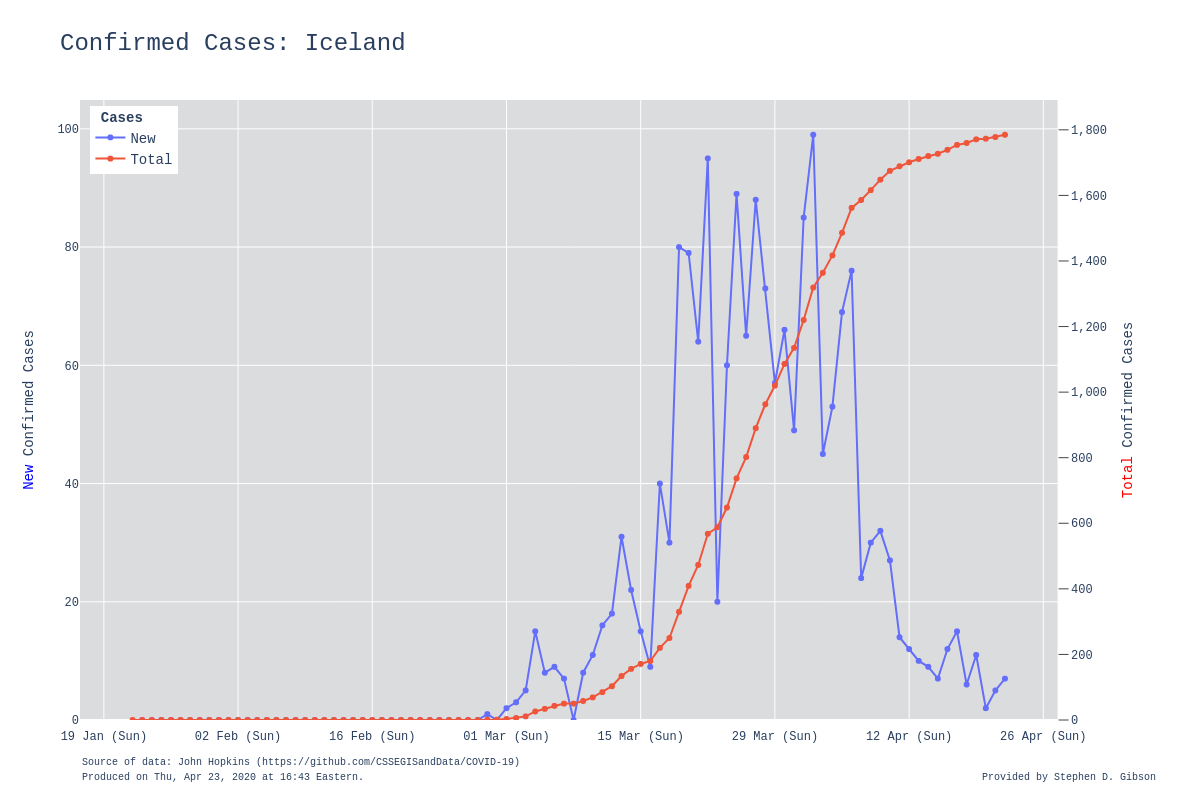 Confirmed Cases: Iceland
Cases
New
Total
100
80
60
40
20
0
New Confirmed Cases
1,800
1,600
1,400
1,200
1,000
800
600
400
200
0
Total Confirmed Cases
19 Jan (Sun) 02 Feb (Sun) 16 Feb (Sun) 01 Mar (Sun) 15 Mar (Sun) 29 Mar (Sun) 12 Apr (Sun) 26 Apr (Sun)
Source of data: John Hopkins (https://github.com/CSSEGISandData/COVID-19)
Produced on Thu, Apr 23, 2020 at 16:43 Eastern.
Provided by Stephen D. Gibson